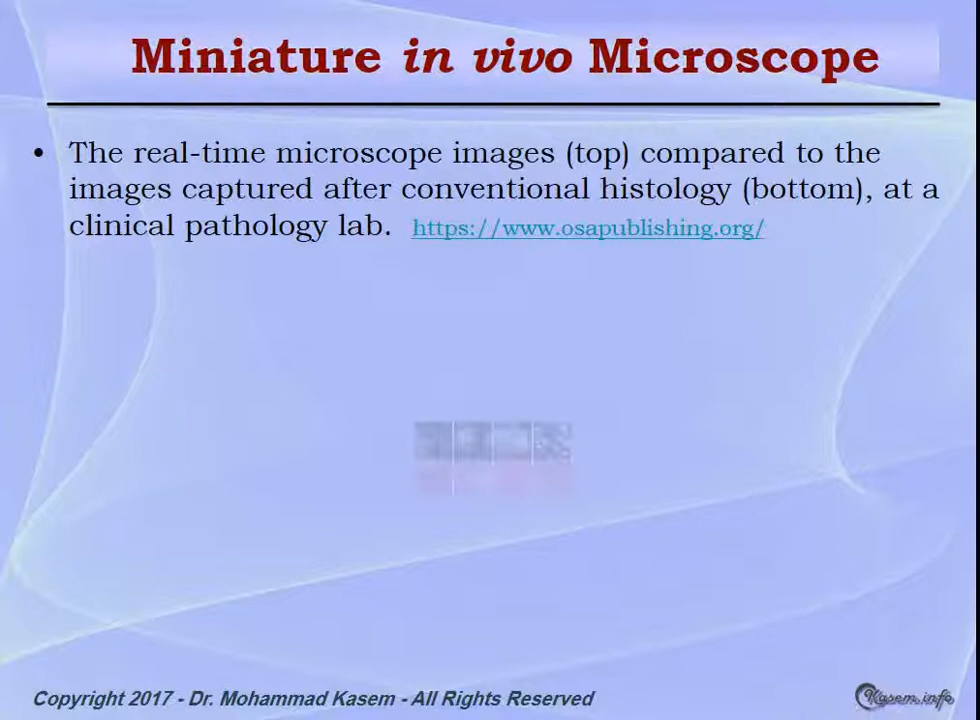 Miniature in vivo Microscope
• The real-time microscope images (top) compared to the
images captured after conventional histology (bottom), at a
clinical pathology lab. https://www.osapublishing.org/
Copyright 2017 - Dr. Mohammad Kasem - All Rights Reserved
Kasem.info